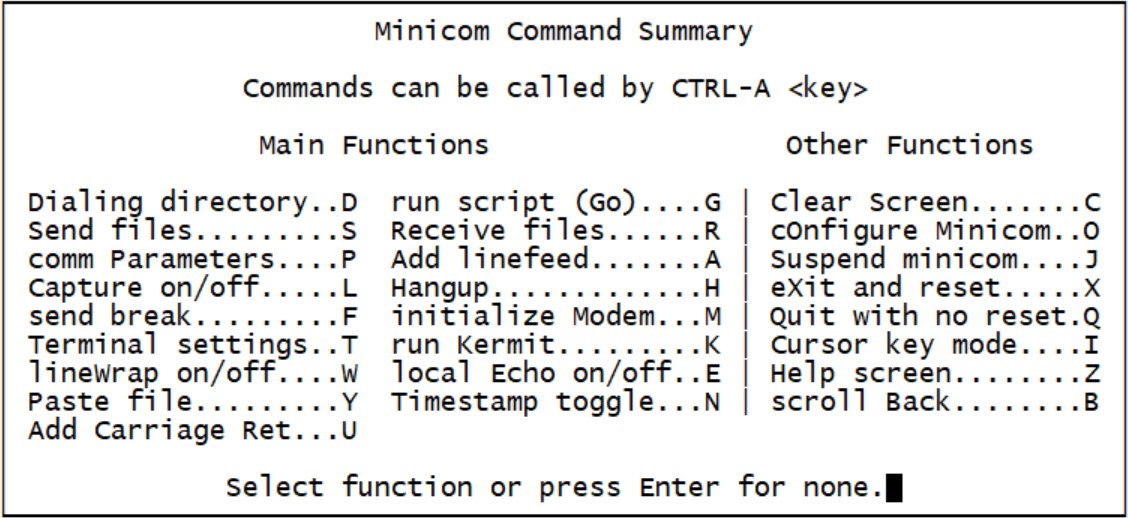 Minicom Command Summary
Commands can be called by CTRL-A <key>
Main Functions Other Functions
Dialing directory..D run script (Go)....G | Clear Screen.......C
Send files.........S Receive files......R | cOnfigure Minicom..O
comm Parameters....P Add linefeed.......A | Suspend minicom....J
Capture on/off.....L Hangup.............H | eXit and reset.....X
send break.........F initialize Modem...M | Quit with no reset.Q
Terminal settings..T run Kermit.........K | Cursor key mode....I
lineWrap on/off....W local Echo on/off..E | Help screen........Z
Paste file.........Y Timestamp toggle...N | scroll Back........B
Add Carriage Ret...U
Select function or press Enter for none.